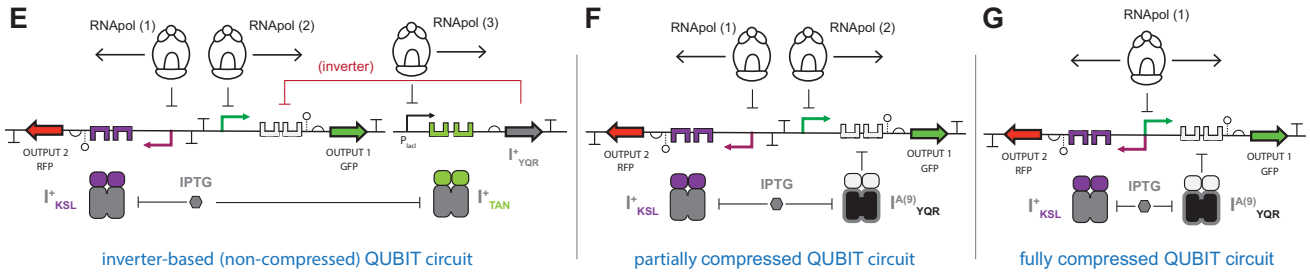 E
RNApol (1)
RNApol (2)
RNApol (3)
(inverter)
OUTPUT 2
RFP
OUTPUT 1
GFP
P lacI
I+ YQR
I+ KSL
IPTG
I+ TAN
inverter-based (non-compressed) QUBIT circuit
F
RNApol (1)
RNApol (2)
OUTPUT 2
RFP
OUTPUT 1
GFP
I+ KSL
IPTG
IA(9) YQR
partially compressed QUBIT circuit
G
RNApol (1)
OUTPUT 2
RFP
OUTPUT 1
GFP
I+ KSL
IPTG
IA(9) YQR
fully compressed QUBIT circuit